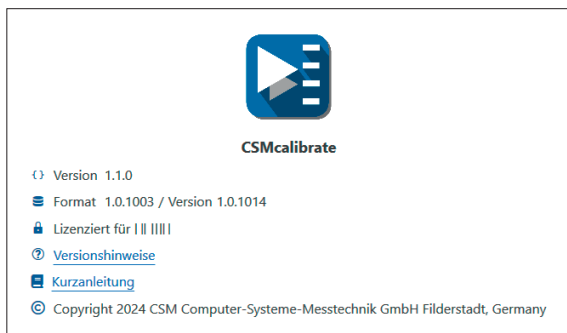 CSMcalibrate
Version 1.1.0
Format 1.0.1003 / Version 1.0.1014
Lizenziert für
Versionshinweise
Kurzanleitung
© Copyright 2024 CSM Computer-Systeme-Messtechnik GmbH Filderstadt, Germany